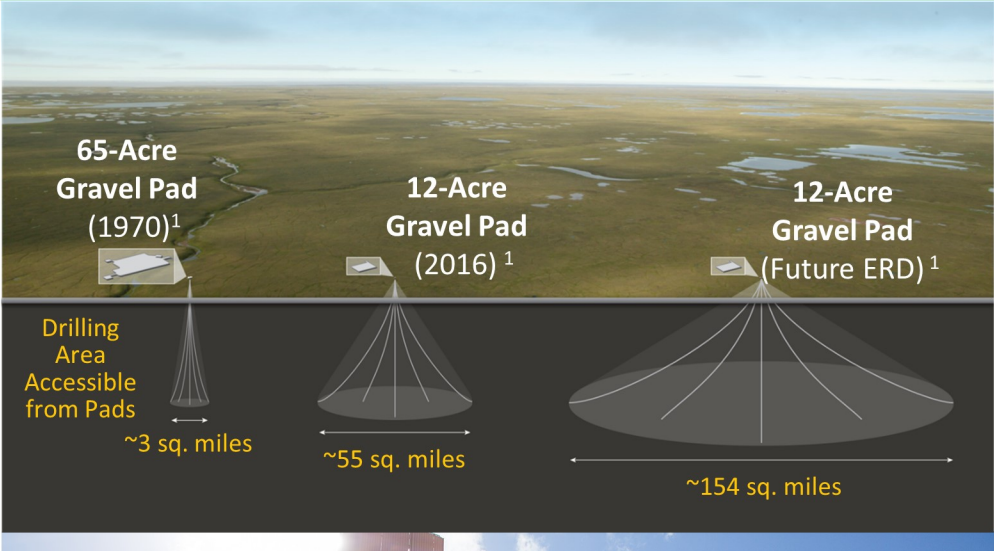 65-Acre
Gravel Pad
(1970)¹
12-Acre
Gravel Pad
(2016) ¹
12-Acre
Gravel Pad
(Future ERD) ¹
Drilling
Area
Accessible
from Pads
~3 sq. miles
~55 sq. miles
~154 sq. miles